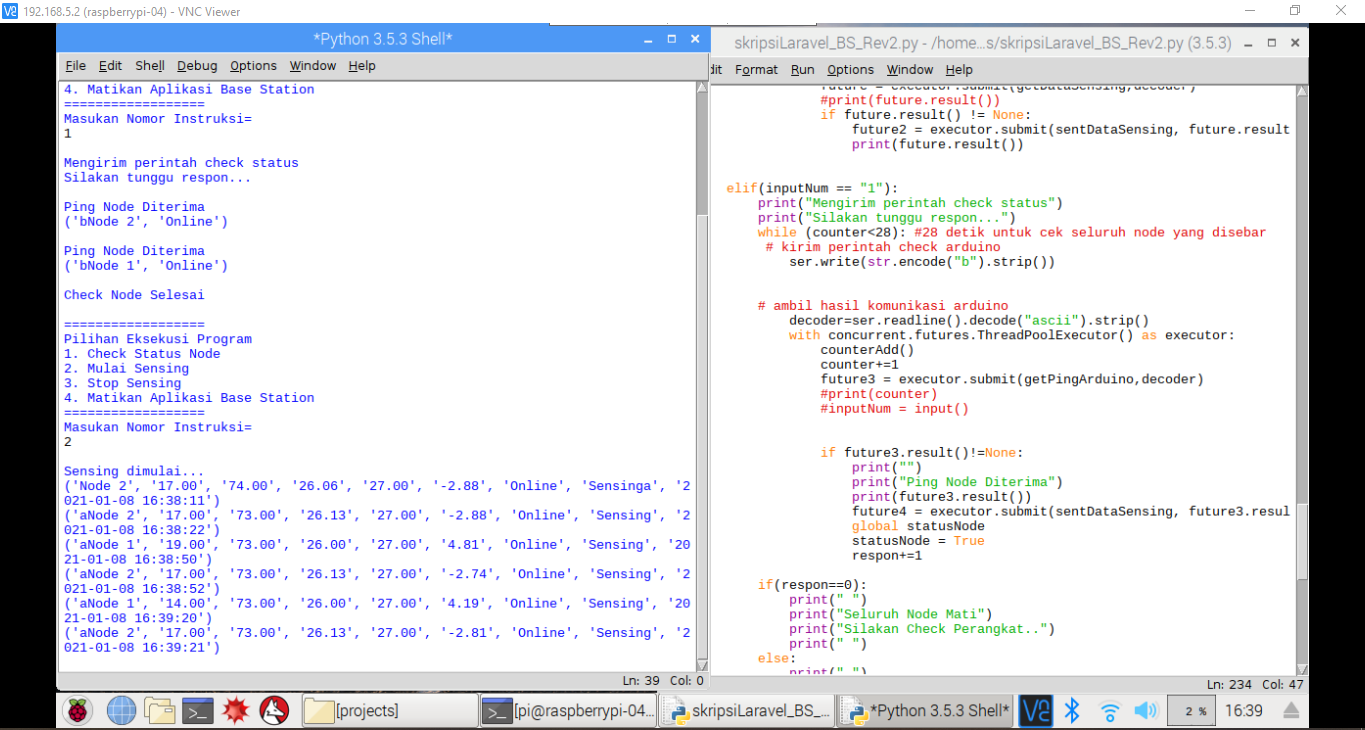 192.168.5.2 (raspberrypi-04) - VNC Viewer
*Python 3.5.3 Shell*
File Edit Shell Debug Options Window Help
4. Matikan Aplikasi Base Station
==================
Masukan Nomor Instruksi=
1
Mengirim perintah check status
Silakan tunggu respon...
Ping Node Diterima
('bNode 2', 'Online')
Ping Node Diterima
('bNode 1', 'Online')
Check Node Selesai
==================
Pilihan Eksekusi Program
1. Check Status Node
2. Mulai Sensing
3. Stop Sensing
4. Matikan Aplikasi Base Station
==================
Masukan Nomor Instruksi=
2
Sensing dimulai...
('Node 2', '17.00', '74.00', '26.06', '27.00', '-2.88', 'Online', 'Sensinga', '2
021-01-08 16:38:11')
('aNode 2', '17.00', '73.00', '26.13', '27.00', '-2.88', 'Online', 'Sensing', '2
021-01-08 16:38:22')
('aNode 1', '19.00', '73.00', '26.00', '27.00', '4.81', 'Online', 'Sensing', '20
21-01-08 16:38:50')
('aNode 2', '17.00', '73.00', '26.13', '27.00', '-2.74', 'Online', 'Sensing', '2
021-01-08 16:38:52')
('aNode 1', '14.00', '73.00', '26.00', '27.00', '4.19', 'Online', 'Sensing', '20
21-01-08 16:39:20')
('aNode 2', '17.00', '73.00', '26.13', '27.00', '-2.81', 'Online', 'Sensing', '2
021-01-08 16:39:21')
Ln: 39 Col: 0
skripsiLaravel_BS_Rev2.py - /home...s/skripsiLaravel_BS_Rev2.py (3.5.3)
dit Format Run Options Window Help
future = executor.submit(getDataSensing,decoder)
#print(future.result())
if future.result() != None:
future2 = executor.submit(sentDataSensing, future.result
print(future.result())
elif(inputNum == "1"):
print("Mengirim perintah check status")
print("Silakan tunggu respon...")
while (counter<28): #28 detik untuk cek seluruh node yang disebar
# kirim perintah check arduino
ser.write(str.encode("b").strip())
# ambil hasil komunikasi arduino
decoder=ser.readline().decode("ascii").strip()
with concurrent.futures.ThreadPoolExecutor() as executor:
counterAdd()
counter+=1
future3 = executor.submit(getPingArduino,decoder)
#print(counter)
#inputNum = input()
if future3.result()!=None:
print("")
print("Ping Node Diterima")
print(future3.result())
future4 = executor.submit(sentDataSensing, future3.resul
global statusNode
statusNode = True
respon+=1
if(respon==0):
print(" ")
print("Seluruh Node Mati")
print("Silakan Check Perangkat..")
print(" ")
else:
print(" ")
Ln: 234 Col: 47
[projects]
[pi@raspberrypi-04...
skripsiLaravel_BS_...
*Python 3.5.3 Shell*
2 %
16:39